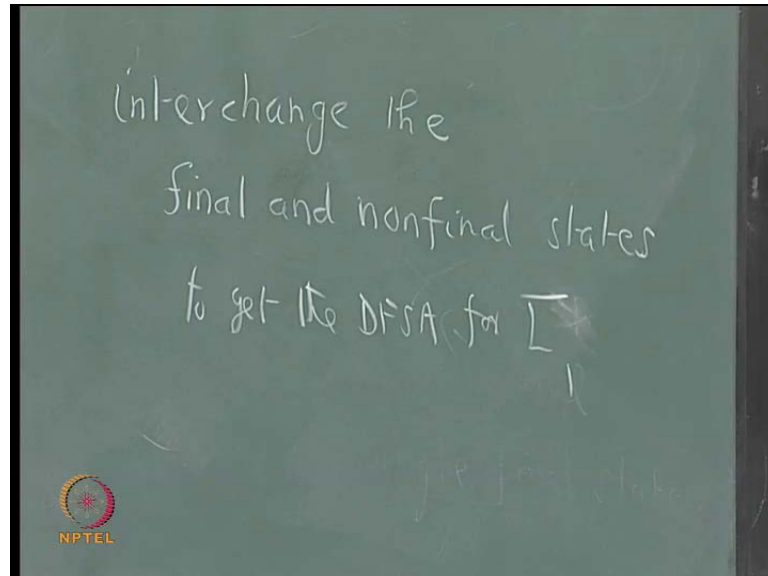 interchange the
final and nonfinal states
to get the DFSA for L̅
NPTEL